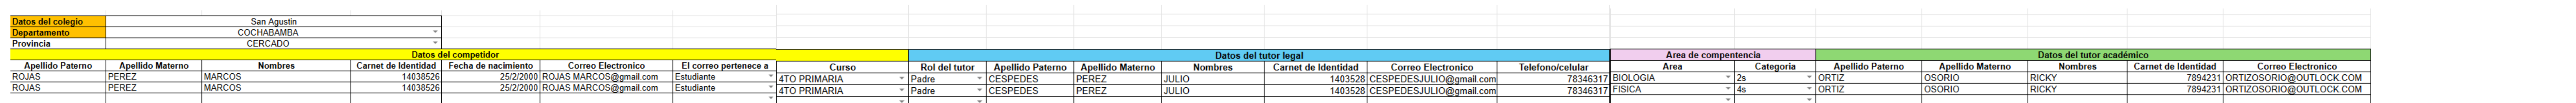 Datos del colegio San Agustin
Departamento COCHABAMBA
Provincia CERCADO
Datos del competidor Datos del tutor legal Area de compentencia Datos del tutor académico
Apellido Paterno Apellido Materno Nombres Carnet de Identidad Fecha de nacimiento Correo Electronico El correo pertenece a Curso Rol del tutor Apellido Paterno Apellido Materno Nombres Carnet de Identidad Correo Electronico Telefono/celular Area Categoria Apellido Paterno Apellido Materno Nombres Carnet de Identidad Correo Electronico
ROJAS PEREZ MARCOS 14038526 25/2/2000 ROJAS MARCOS@gmail.com Estudiante 4TO PRIMARIA Padre CESPEDES PEREZ JULIO 1403528 CESPEDESJULIO@gmail.com 78346317 BIOLOGIA 2s ORTIZ OSORIO RICKY 7894231 ORTIZOSORIO@OUTLOCK.COM
ROJAS PEREZ MARCOS 14038526 25/2/2000 ROJAS MARCOS@gmail.com Estudiante 4TO PRIMARIA Padre CESPEDES PEREZ JULIO 1403528 CESPEDESJULIO@gmail.com 78346317 FISICA 4s ORTIZ OSORIO RICKY 7894231 ORTIZOSORIO@OUTLOCK.COM